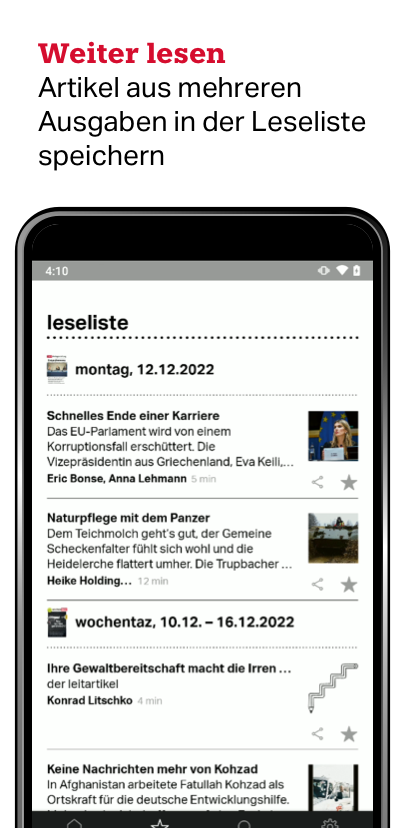 Weiter lesen
Artikel aus mehreren
Ausgaben in der Leseliste
speichern
4:10
leseliste
montag, 12.12.2022
Schnelles Ende einer Karriere
Das EU-Parlament wird von einem
Korruptionsfall erschüttert. Die
Vizepräsidentin aus Griechenland, Eva Keili,...
Eric Bonse, Anna Lehmann 5 min
Naturpflege mit dem Panzer
Dem Teichmolch geht's gut, der Gemeine
Scheckenfalter fühlt sich wohl und die
Heidelerche flattert umher. Die Trupbacher ...
Heike Holding... 12 min
wochentaz, 10.12. – 16.12.2022
Ihre Gewaltbereitschaft macht die Irren ...
der leitartikel
Konrad Litschko 4 min
Keine Nachrichten mehr von Kohzad
In Afghanistan arbeitete Fatullah Kohzad als
Ortskraft für die deutsche Entwicklungshilfe.